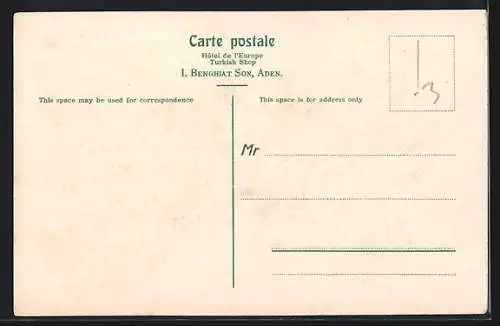 Carte postale
Hôtel de l'Europe
Turkish Shop
I. BENGHIAT SON, ADEN.
This space may be used for correspondence
This space is for address only
3
Mr